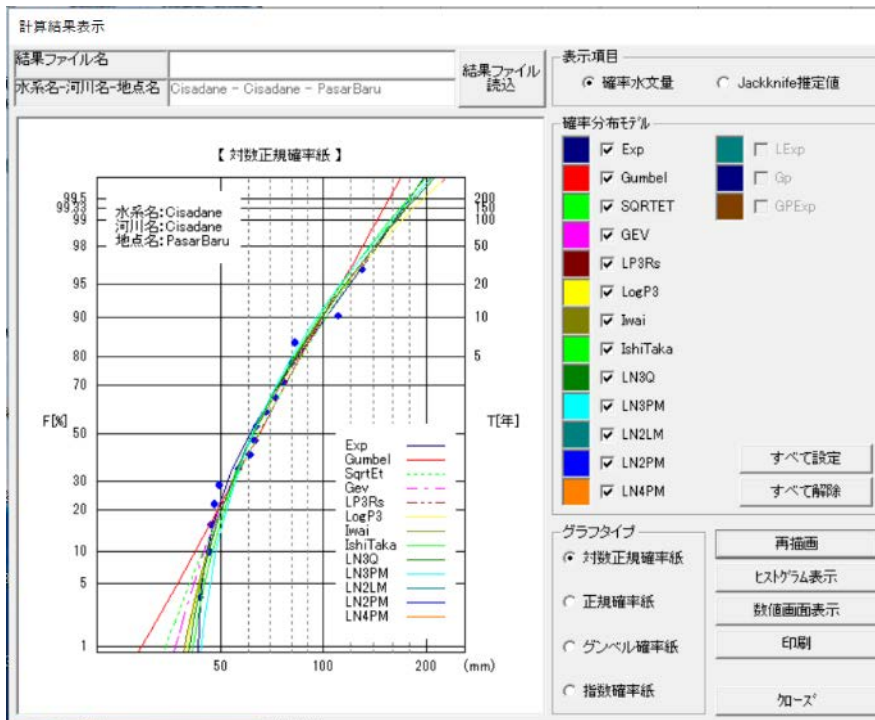 計算結果表示
結果ファイル名
水系名-河川名-地点名 Cisadane - Cisadane - PasarBaru
結果ファイル
読込
表示項目
確率水文量 Jackknife推定値
【 対数正規確率紙 】
水系名:Cisadane
河川名:Cisadane
地点名:PasarBaru
99.5
99.33
99
98
95
90
80
70
50
30
20
10
5
1
F[%]
200
150
100
50
20
10
5
T[年]
Exp
Gumbel
SqrtEt
Gev
LP3Rs
LogP3
Iwai
IshiTaka
LN3Q
LN3PM
LN2LM
LN2PM
LN4PM
50 100 200 (mm)
確率分布モデル
Exp
Gumbel
SQRTET
GEV
LP3Rs
LogP3
Iwai
IshiTaka
LN3Q
LN3PM
LN2LM
LN2PM
LN4PM
LExp
Gp
GPExp
すべて設定
すべて解除
グラフタイプ
対数正規確率紙
正規確率紙
グンベル確率紙
指数確率紙
再描画
ヒストグラム表示
数値画面表示
印刷
クローズ